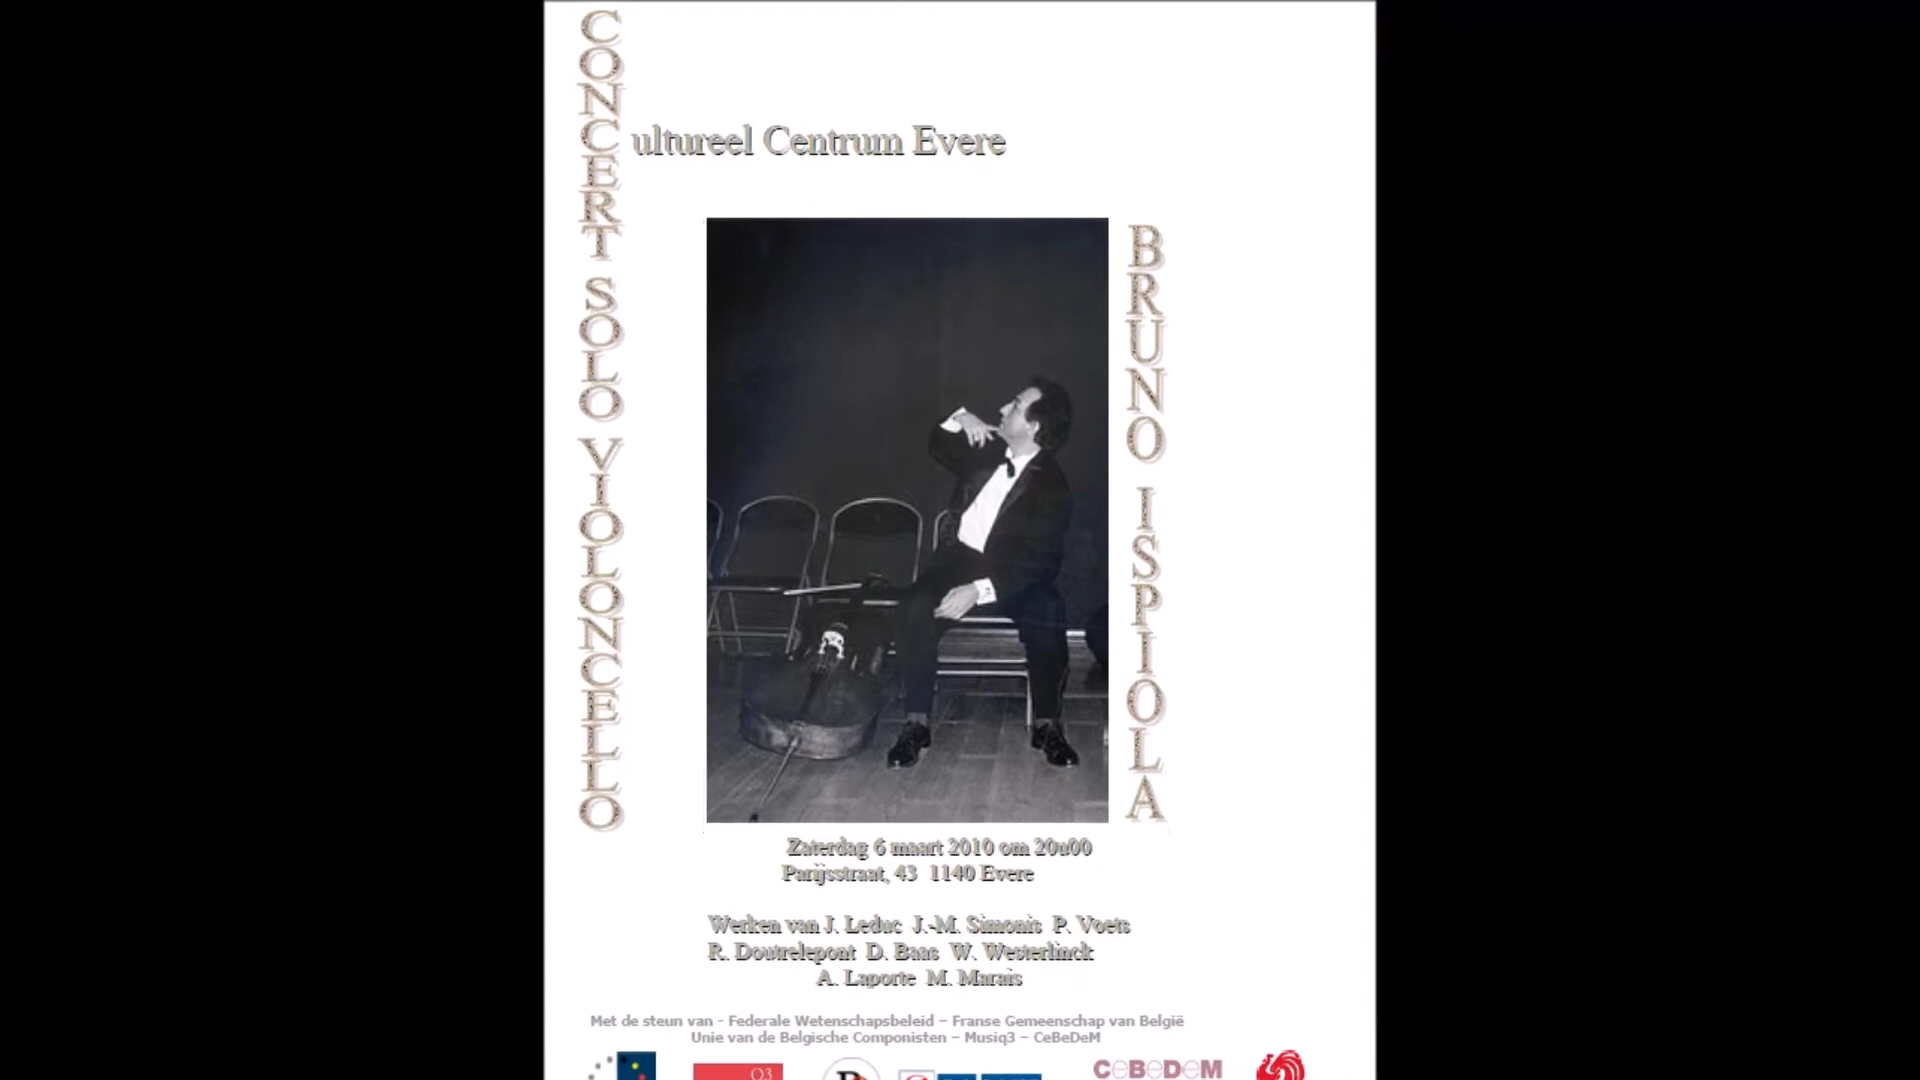 CONCERT SOLO VIOLONCELLO
ultureel Centrum Evere
BRUNO ISPIOLA
Zaterdag 6 maart 2010 om 20u00
Parijsstraat, 43 1140 Evere
Werken van J. Leduc J.-M. Simonis P. Voets
R. Doutrelepont D. Baas W. Westerlinck
A. Laporte M. Marais
Met de steun van - Federale Wetenschapsbeleid – Franse Gemeenschap van België
Unie van de Belgische Componisten – Musiq3 – CeBeDeM
CeBeDeM